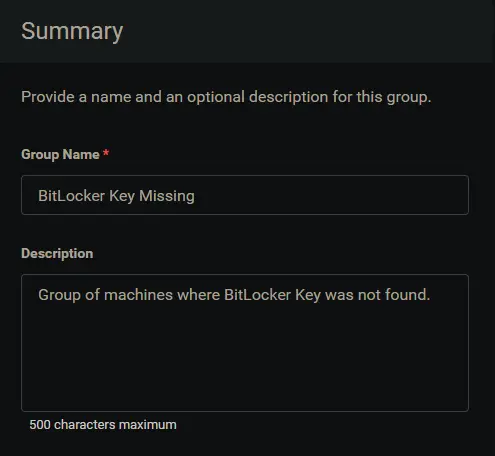 Summary
Provide a name and an optional description for this group.
Group Name *
BitLocker Key Missing
Description
Group of machines where BitLocker Key was not found.
500 characters maximum